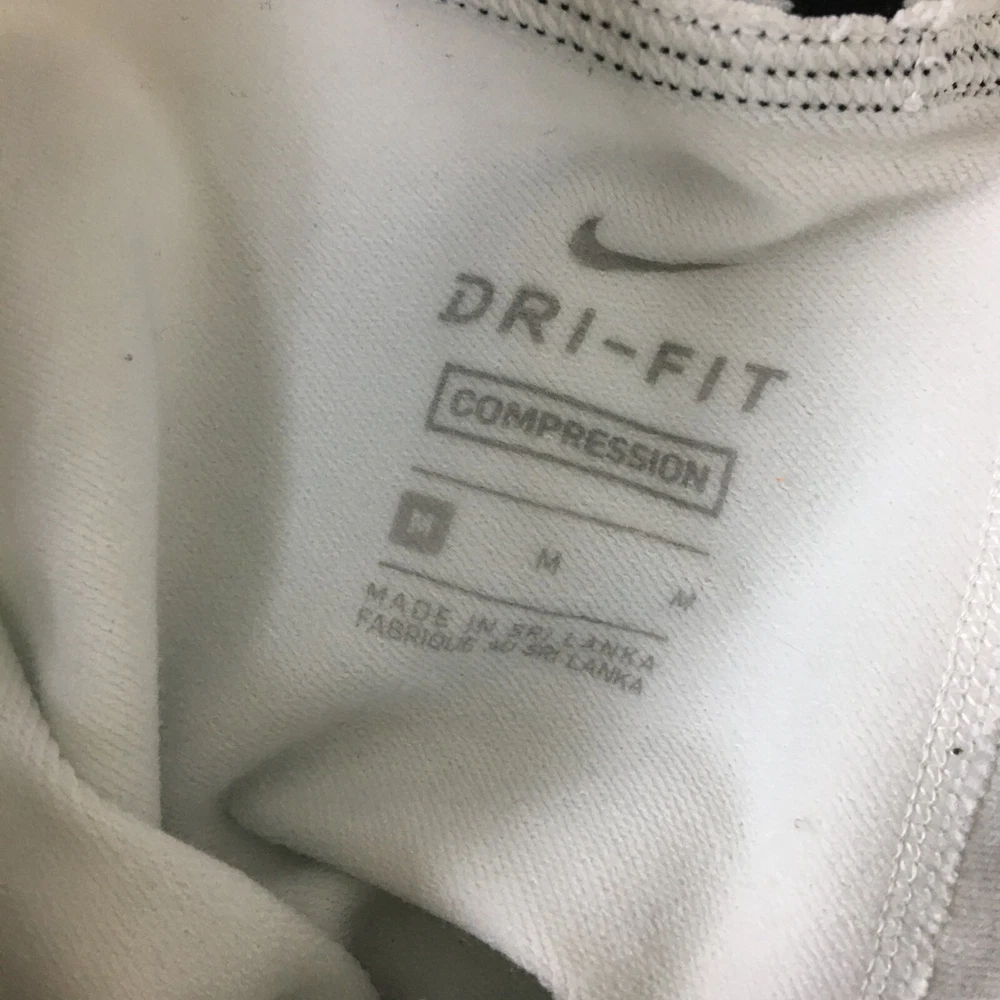 DRI-FIT
COMPRESSION
M M M
MADE IN SRI LANKA
FABRIQUÉ AU SRI LANKA